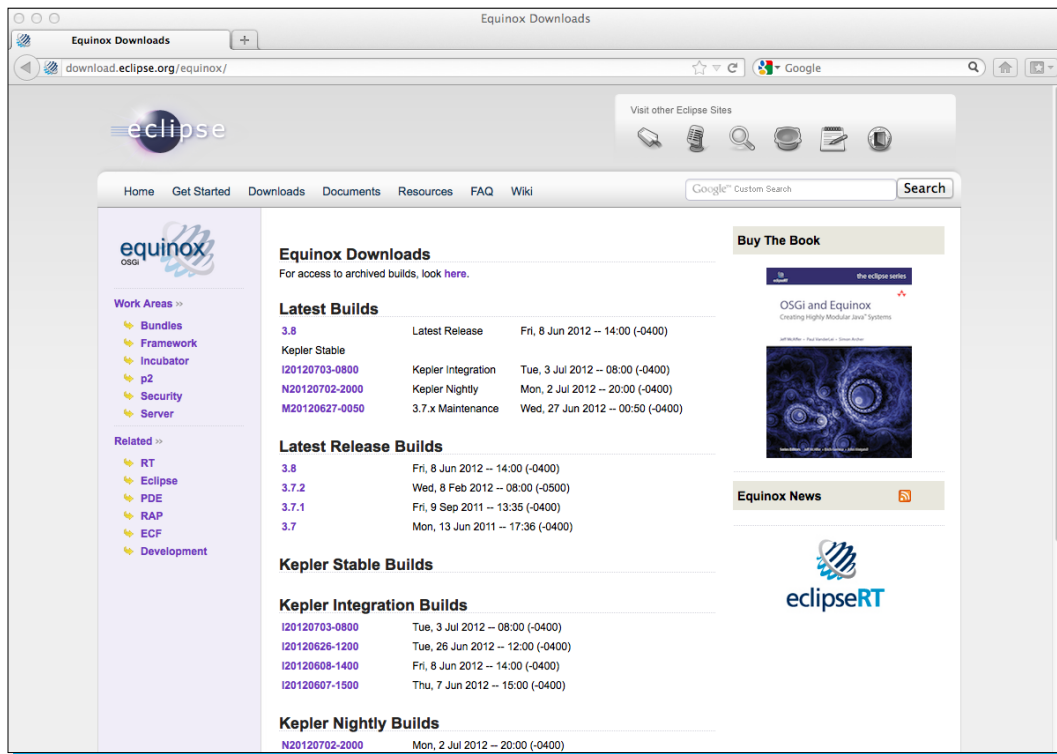 Equinox Downloads
Equinox Downloads
download.eclipse.org/equinox/
Google
eclipse
Visit other Eclipse Sites
Home Get Started Downloads Documents Resources FAQ Wiki
Google™ Custom Search
Search
equinox
OSGi
Work Areas »
Bundles
Framework
Incubator
p2
Security
Server
Related »
RT
Eclipse
PDE
RAP
ECF
Development
Equinox Downloads
For access to archived builds, look here.
Latest Builds
3.8 Latest Release Fri, 8 Jun 2012 -- 14:00 (-0400)
Kepler Stable
I20120703-0800 Kepler Integration Tue, 3 Jul 2012 -- 08:00 (-0400)
N20120702-2000 Kepler Nightly Mon, 2 Jul 2012 -- 20:00 (-0400)
M20120627-0050 3.7.x Maintenance Wed, 27 Jun 2012 -- 00:50 (-0400)
Latest Release Builds
3.8 Fri, 8 Jun 2012 -- 14:00 (-0400)
3.7.2 Wed, 8 Feb 2012 -- 08:00 (-0500)
3.7.1 Fri, 9 Sep 2011 -- 13:35 (-0400)
3.7 Mon, 13 Jun 2011 -- 17:36 (-0400)
Kepler Stable Builds
Kepler Integration Builds
I20120703-0800 Tue, 3 Jul 2012 -- 08:00 (-0400)
I20120626-1200 Tue, 26 Jun 2012 -- 12:00 (-0400)
I20120608-1400 Fri, 8 Jun 2012 -- 14:00 (-0400)
I20120607-1500 Thu, 7 Jun 2012 -- 15:00 (-0400)
Kepler Nightly Builds
N20120702-2000 Mon, 2 Jul 2012 -- 20:00 (-0400)
Buy The Book
the eclipse series
OSGi and Equinox
Creating Highly Modular Java™ Systems
Equinox News
eclipseRT